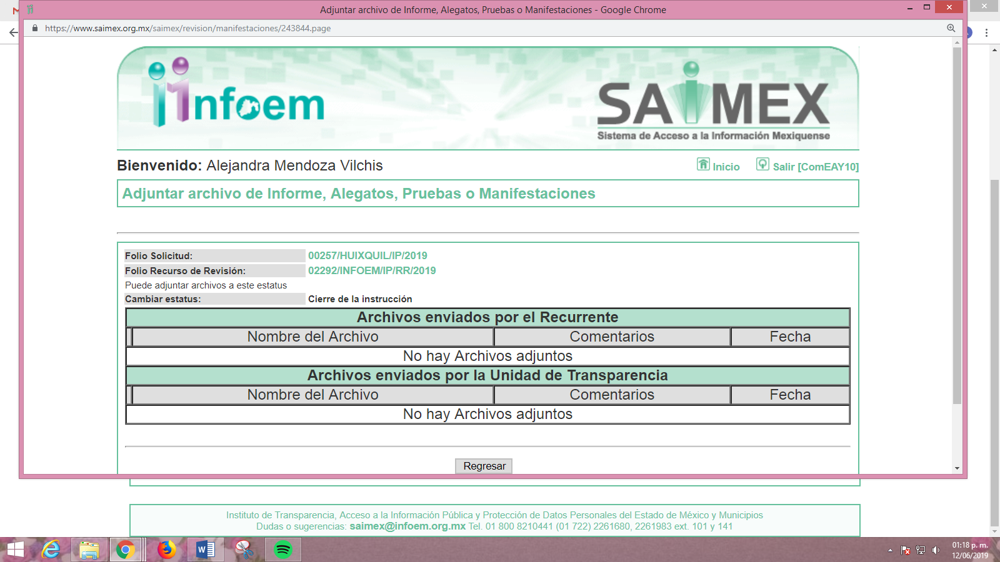 Adjuntar archivo de Informe, Alegatos, Pruebas o Manifestaciones - Google Chrome
https://www.saimex.org.mx/saimex/revision/manifestaciones/243844.page
infoem
SAIMEX
Sistema de Acceso a la Información Mexiquense
Bienvenido: Alejandra Mendoza Vilchis
Inicio
Salir [ComEAY10]
Adjuntar archivo de Informe, Alegatos, Pruebas o Manifestaciones
Folio Solicitud: 00257/HUIXQUIL/IP/2019
Folio Recurso de Revisión: 02292/INFOEM/IP/RR/2019
Puede adjuntar archivos a este estatus
Cambiar estatus: Cierre de la instrucción
Archivos enviados por el Recurrente
Nombre del Archivo Comentarios Fecha
No hay Archivos adjuntos
Archivos enviados por la Unidad de Transparencia
Nombre del Archivo Comentarios Fecha
No hay Archivos adjuntos
Regresar
Instituto de Transparencia, Acceso a la Información Pública y Protección de Datos Personales del Estado de México y Municipios
Dudas o sugerencias: saimex@infoem.org.mx Tel. 01 800 8210441 (01 722) 2261680, 2261983 ext. 101 y 141
01:18 p. m.
12/06/2019